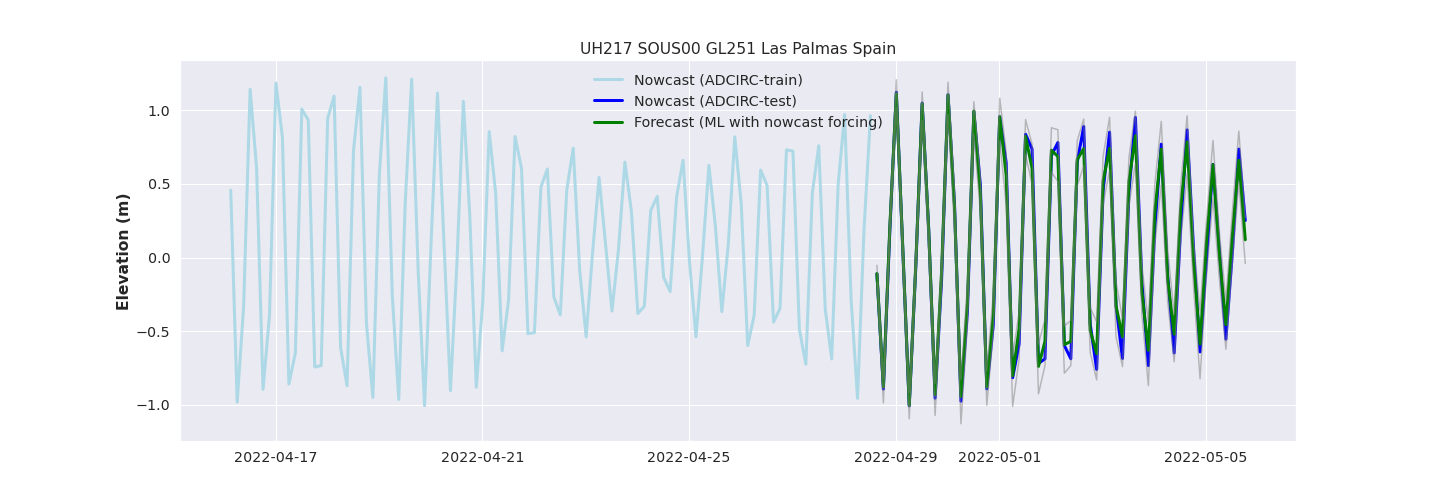 UH217 SOUS00 GL251 Las Palmas Spain
Nowcast (ADCIRC-train)
Nowcast (ADCIRC-test)
Forecast (ML with nowcast forcing)
Elevation (m)
1.0
0.5
0.0
−0.5
−1.0
2022-04-17
2022-04-21
2022-04-25
2022-04-29
2022-05-01
2022-05-05